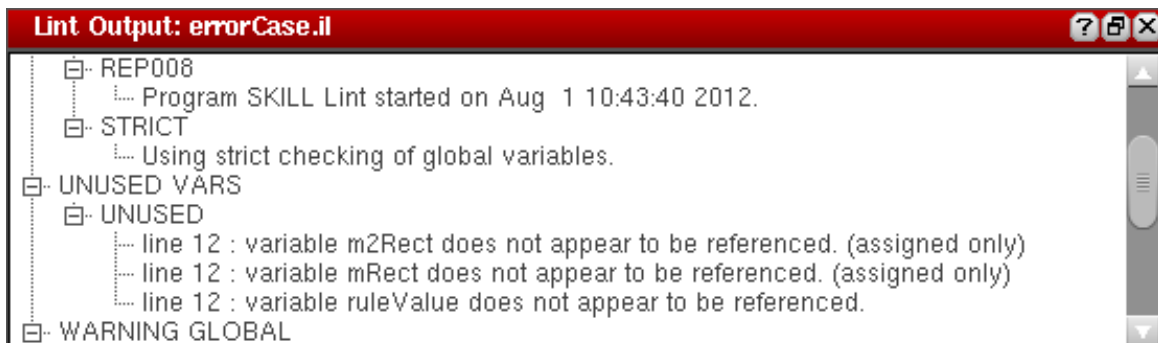 Lint Output: errorCase.il
REP008
Program SKILL Lint started on Aug  1 10:43:40 2012.
STRICT
Using strict checking of global variables.
UNUSED VARS
UNUSED
line 12 : variable m2Rect does not appear to be referenced. (assigned only)
line 12 : variable mRect does not appear to be referenced. (assigned only)
line 12 : variable ruleValue does not appear to be referenced.
WARNING GLOBAL